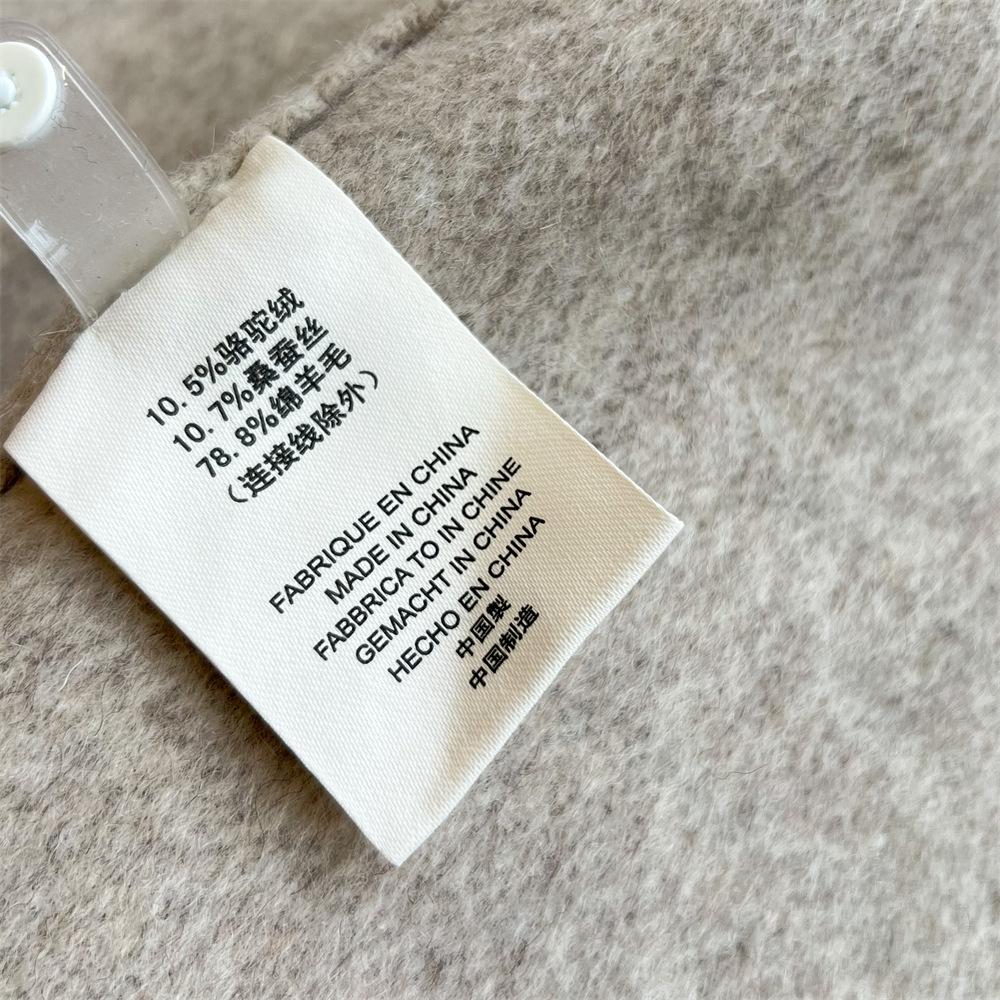 10.5%骆驼绒
10.7%桑蚕丝
78.8%绵羊毛
（连接线除外）
FABRIQUE EN CHINA
MADE IN CHINA
FABBRICA TO IN CHINE
GEMACHT IN CHINA
HECHO EN CHINA
中国製
中国制造